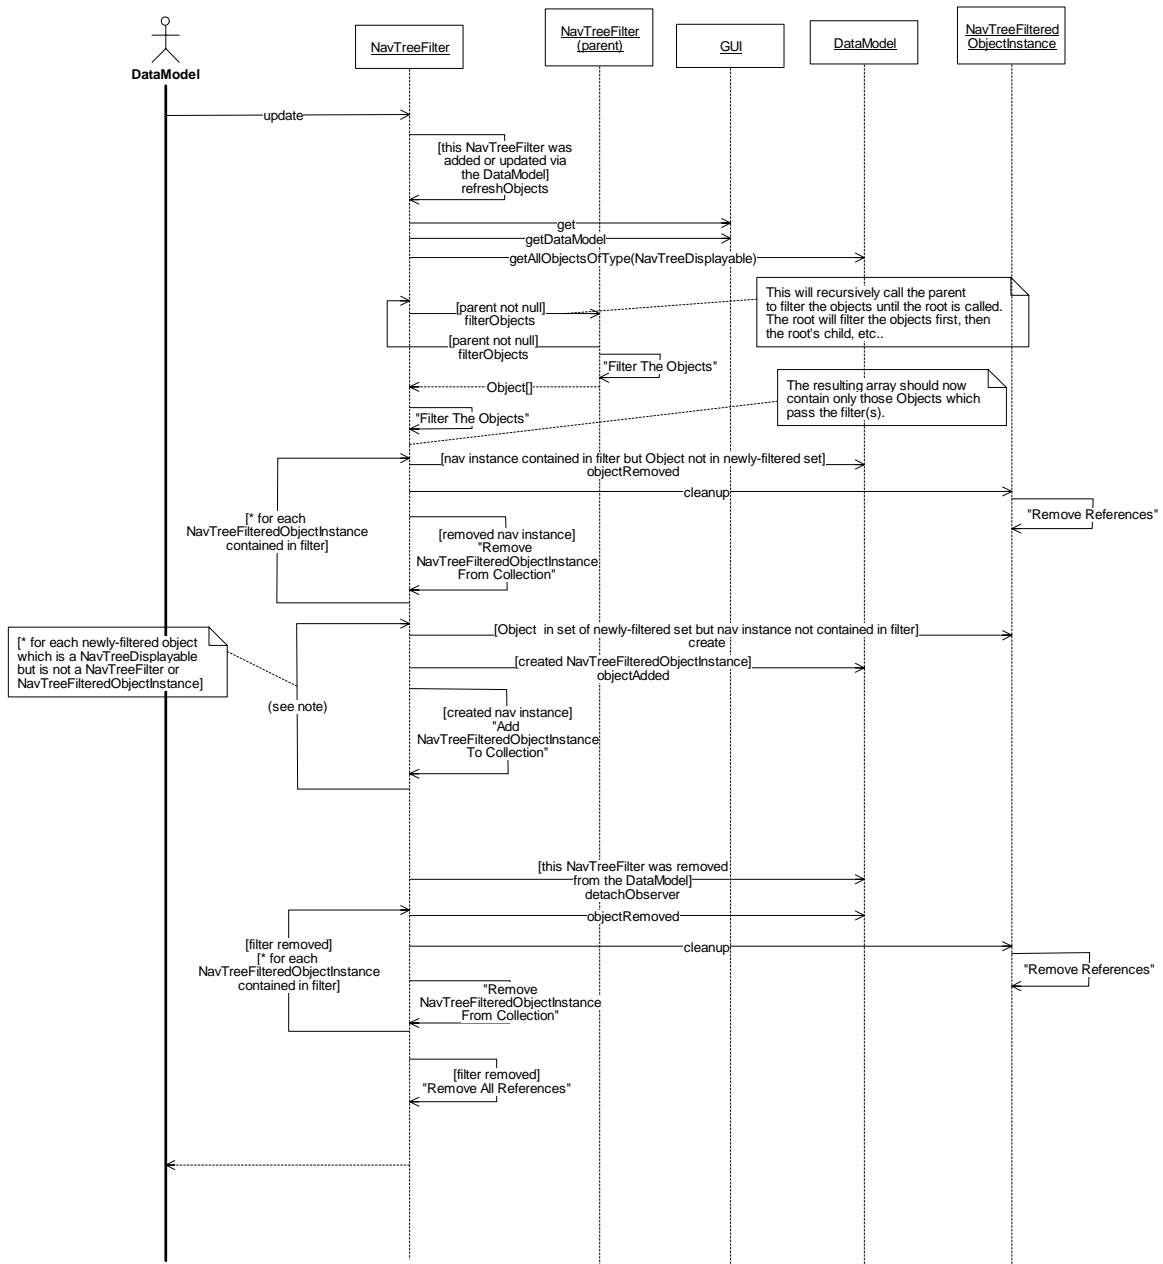 DataModel
NavTreeFilter
NavTreeFilter
(parent)
GUI
DataModel
NavTreeFiltered
ObjectInstance
update
[this NavTreeFilter was
added or updated via
the DataModel]
refreshObjects
get
getDataModel
getAllObjectsOfType(NavTreeDisplayable)
This will recursively call the parent
to filter the objects until the root is called.
The root will filter the objects first, then
the root's child, etc..
[parent not null]
filterObjects
[parent not null]
filterObjects
"Filter The Objects"
Object[]
"Filter The Objects"
The resulting array should now
contain only those Objects which
pass the filter(s).
[nav instance contained in filter but Object not in newly-filtered set]
objectRemoved
cleanup
"Remove References"
[* for each
NavTreeFilteredObjectInstance
contained in filter]
[removed nav instance]
"Remove
NavTreeFilteredObjectInstance
From Collection"
[* for each newly-filtered object
which is a NavTreeDisplayable
but is not a NavTreeFilter or
NavTreeFilteredObjectInstance]
(see note)
[Object  in set of newly-filtered set but nav instance not contained in filter]
create
[created NavTreeFilteredObjectInstance]
objectAdded
[created nav instance]
"Add
NavTreeFilteredObjectInstance
To Collection"
[this NavTreeFilter was removed
from the DataModel]
detachObserver
objectRemoved
cleanup
"Remove References"
[filter removed]
[* for each
NavTreeFilteredObjectInstance
contained in filter]
"Remove
NavTreeFilteredObjectInstance
From Collection"
[filter removed]
"Remove All References"